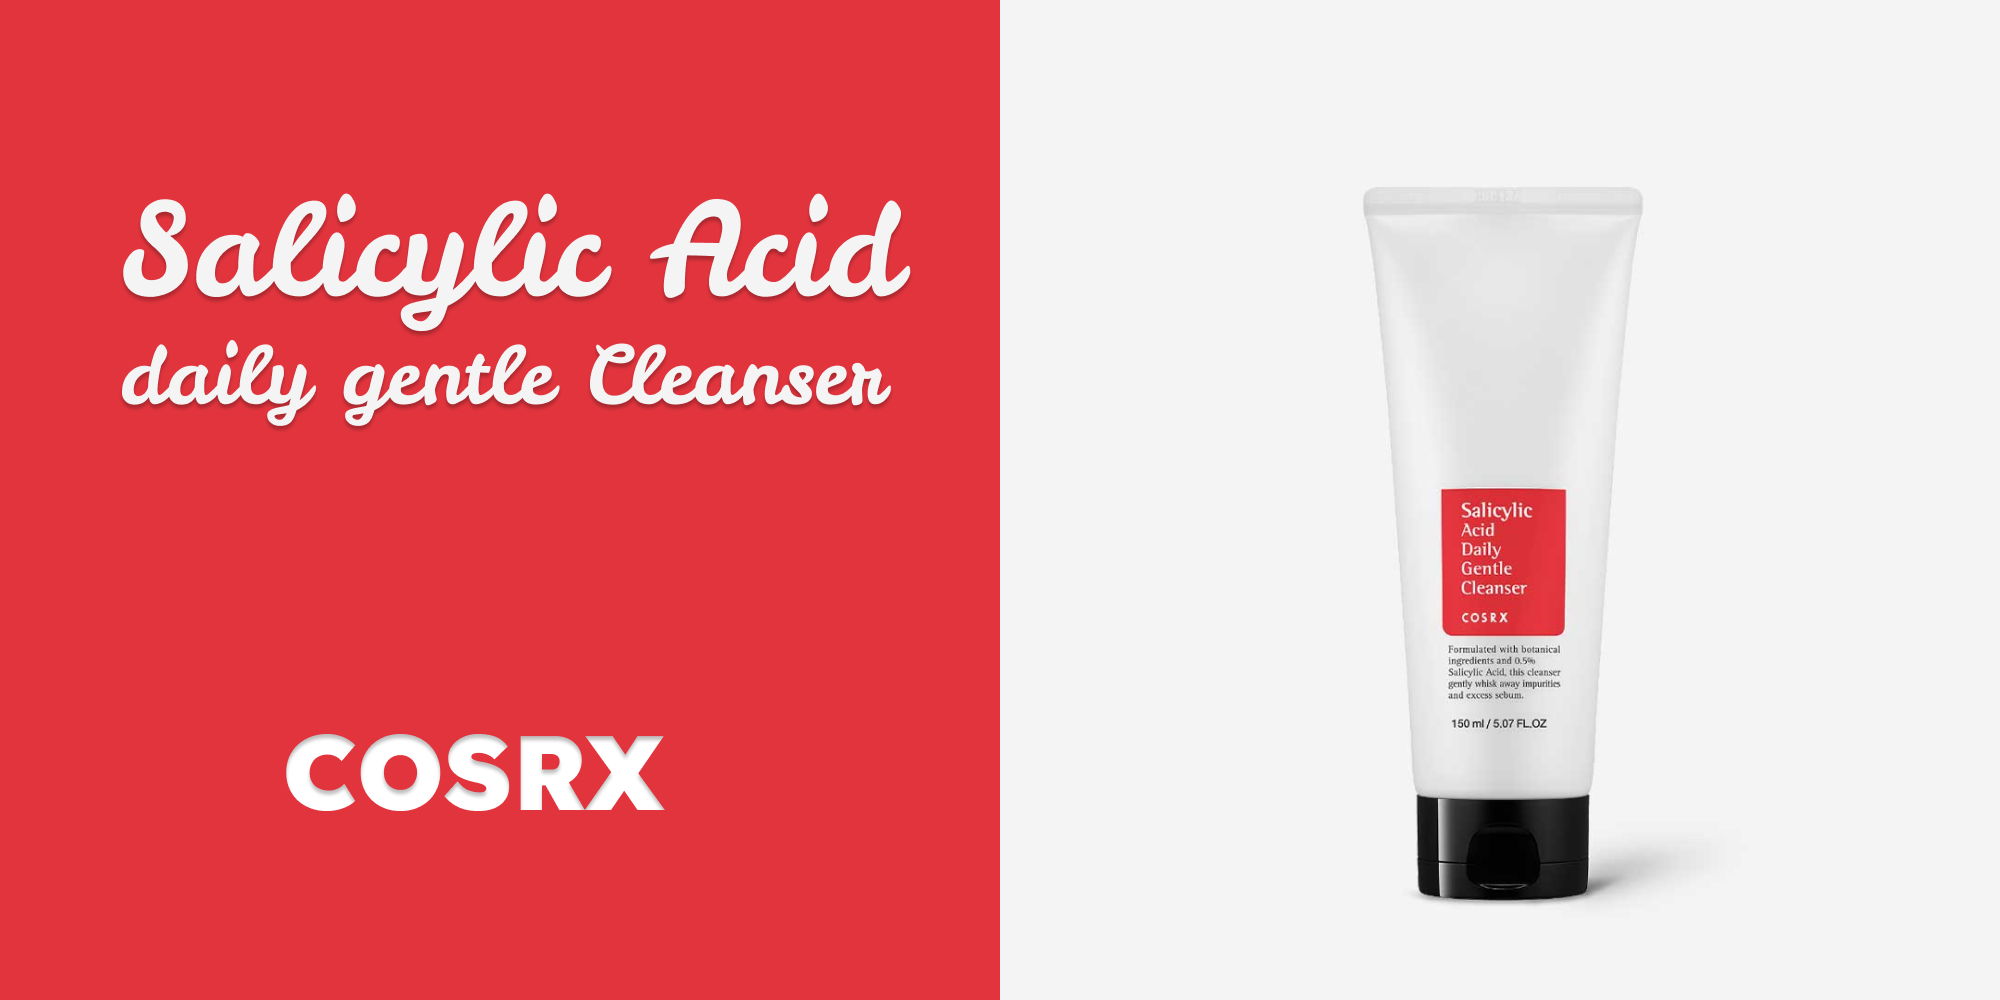 Salicylic Acid
daily gentle Cleanser
COSRX
Salicylic
Acid
Daily
Gentle
Cleanser
COSRX
Formulated with botanical
ingredients and 0.5%
Salicylic Acid, this cleanser
gently whisk away impurities
and excess sebum.
150 ml / 5.07 FL.OZ